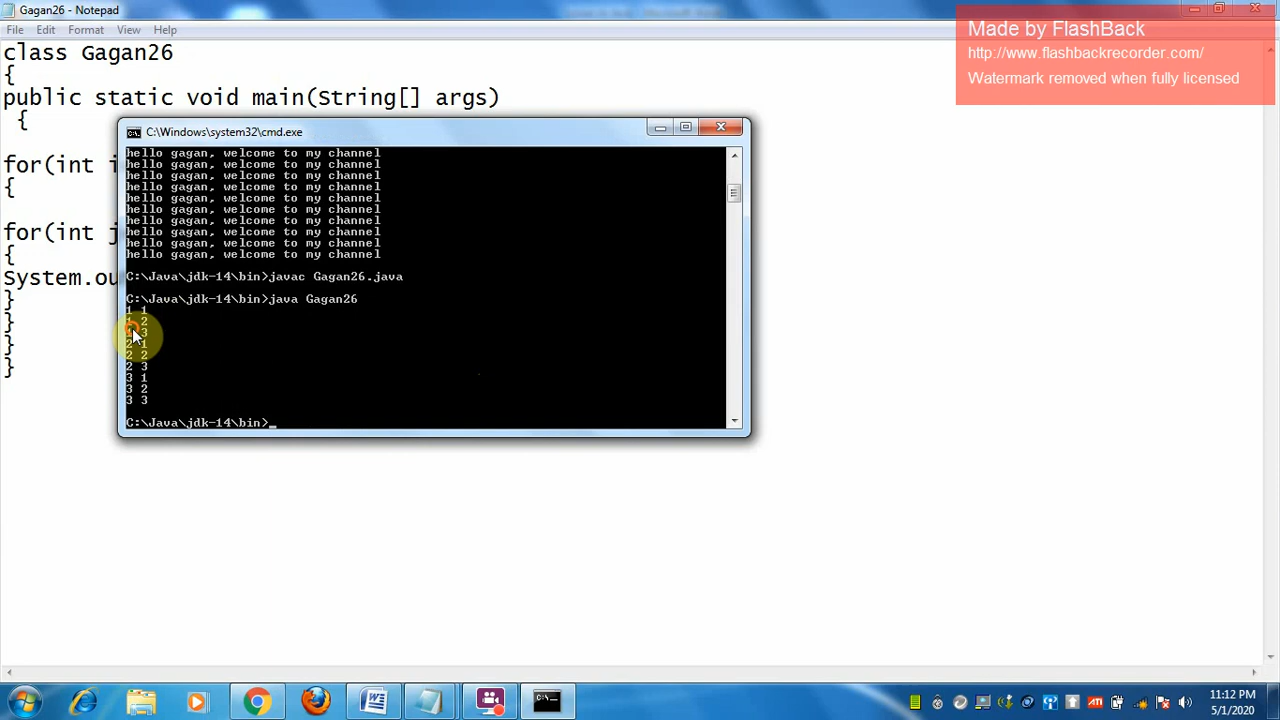 Gagan26 - Notepad
File Edit Format View Help
Made by FlashBack
http://www.flashbackrecorder.com/
Watermark removed when fully licensed
class Gagan26
{
public static void main(String[] args)
{
for(int i
{
for(int j
{
System.ou
}
}
}
}
C:\Windows\system32\cmd.exe
hello gagan, welcome to my channel
hello gagan, welcome to my channel
hello gagan, welcome to my channel
hello gagan, welcome to my channel
hello gagan, welcome to my channel
hello gagan, welcome to my channel
hello gagan, welcome to my channel
hello gagan, welcome to my channel
hello gagan, welcome to my channel
hello gagan, welcome to my channel
C:\Java\jdk-14\bin>javac Gagan26.java
C:\Java\jdk-14\bin>java Gagan26
1 1
1 2
1 3
2 1
2 2
2 3
3 1
3 2
3 3
C:\Java\jdk-14\bin>_
11:12 PM
5/1/2020